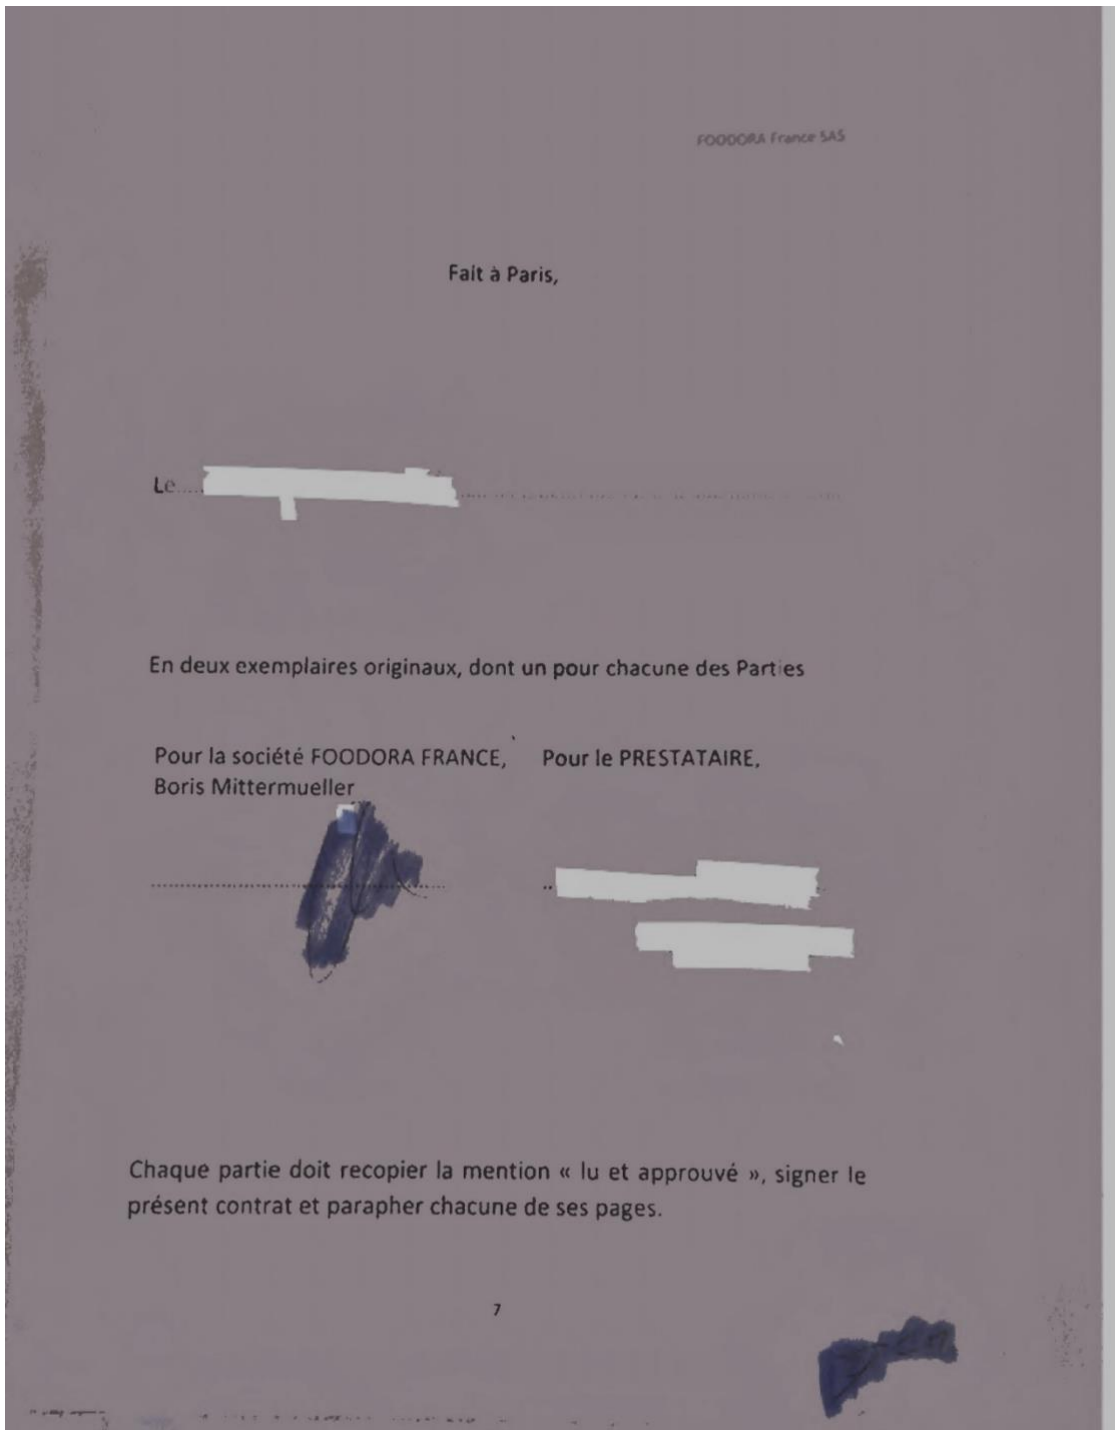 FOODORA France SAS
Fait à Paris,
Le
En deux exemplaires originaux, dont un pour chacune des Parties
Pour la société FOODORA FRANCE, Pour le PRESTATAIRE,
Boris Mittermueller
Chaque partie doit recopier la mention « lu et approuvé », signer le
présent contrat et parapher chacune de ses pages.
7